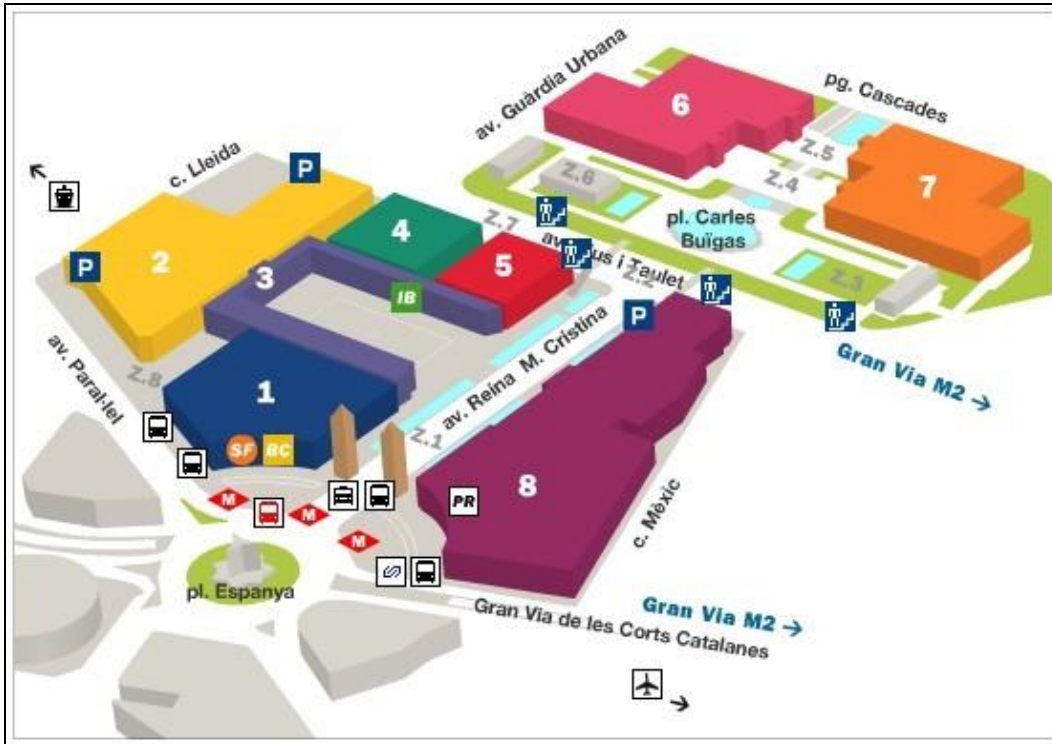 av. Guàrdia Urbana
6
pg. Cascades
c. Lleida
P
Z.5
Z.6
Z.4
7
4
Z.7
pl. Carles
Buïgas
P
2
3
5
us i Taulet
Z.2
Z.3
IB
P
av. Paral·lel
Z.8
1
av. Reina M. Cristina
Gran Via M2
Z.1
SF
BC
8
PR
c. Mèxic
M
M
M
pl. Espanya
Gran Via M2
Gran Via de les Corts Catalanes